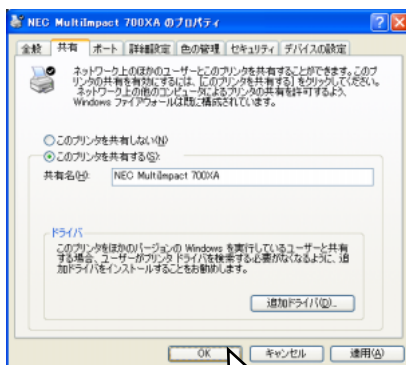 NEC MultiImpact 700XA のプロパティ
全般 共有 ポート 詳細設定 色の管理 セキュリティ デバイスの設定
ネットワーク上のほかのユーザーとこのプリンタを共有することができます。このプ
リンタの共有を有効にするには、[このプリンタを共有する] をクリックしてください。
ネットワーク上の他のコンピュータによるプリンタの共有を許可するよう、
Windows ファイアウォールは既に構成されています。
このプリンタを共有しない(N)
このプリンタを共有する(S):
共有名(H): NEC MultiImpact 700XA
ドライバ
このプリンタをほかのバージョンの Windows を実行しているユーザーと共有
する場合、ユーザーがプリンタ ドライバを検索する必要がなくなるように、追
加ドライバをインストールすることをお勧めします。
追加ドライバ(D)...
OK キャンセル 適用(A)